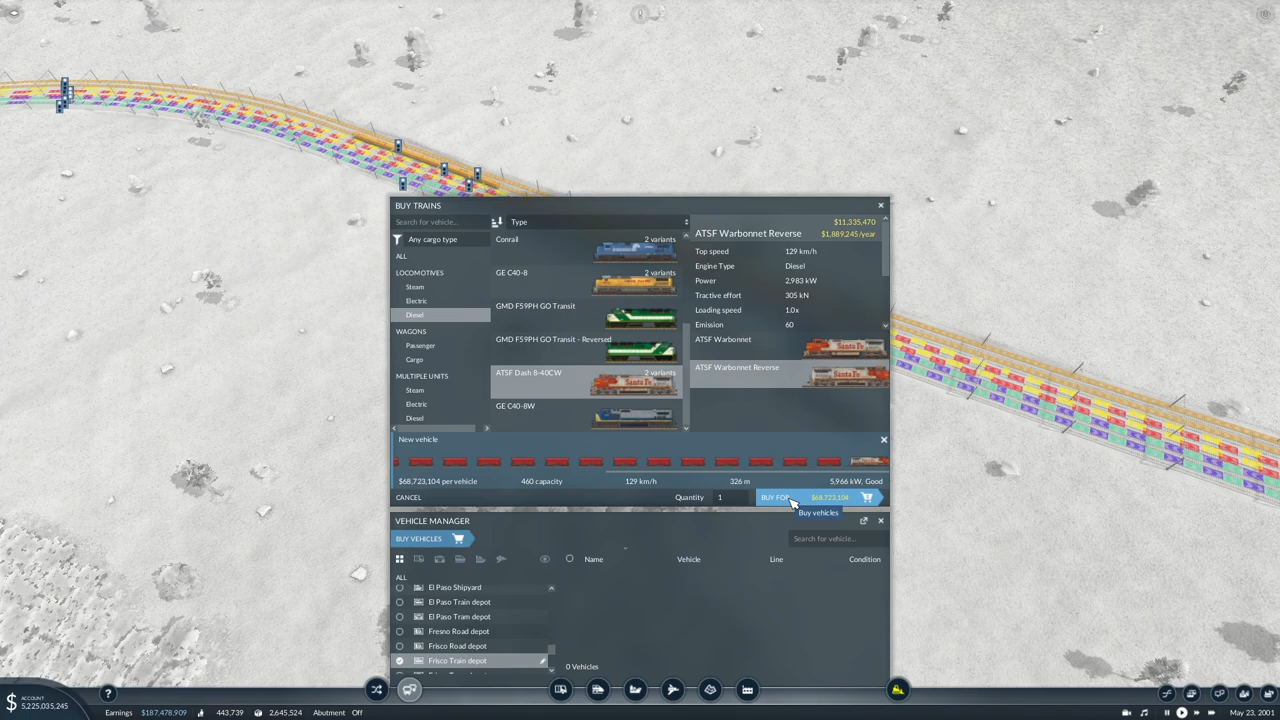 BUY TRAINS
Search for vehicle...
Type
Any cargo type
ALL
LOCOMOTIVES
Steam
Electric
Diesel
WAGONS
Passenger
Cargo
MULTIPLE UNITS
Steam
Electric
Diesel
Conrail
2 variants
GE C40-8
2 variants
GMD F59PH GO Transit
GMD F59PH GO Transit - Reversed
ATSF Dash 8-40CW
2 variants
GE C40-8W
$11,335,470
ATSF Warbonnet Reverse
$1,889,245/year
Top speed 129 km/h
Engine Type Diesel
Power 2,983 kW
Tractive effort 305 kN
Loading speed 1.0x
Emission 60
ATSF Warbonnet
Santa Fe
ATSF Warbonnet Reverse
Santa Fe
New vehicle
$68,723,104 per vehicle 460 capacity 129 km/h 326 m 5,966 kW, Good
CANCEL Quantity 1 BUY FOR $68,723,104
Buy vehicles
VEHICLE MANAGER
BUY VEHICLES
Search for vehicle...
Name Vehicle Line Condition
ALL
El Paso Shipyard
El Paso Train depot
El Paso Tram depot
Fresno Road depot
Frisco Road depot
Frisco Train depot
0 Vehicles
$ ACCOUNT
5,225,035,245
?
Earnings $187,478,909 443,739 2,645,524 Abutment Off
May 23, 2001